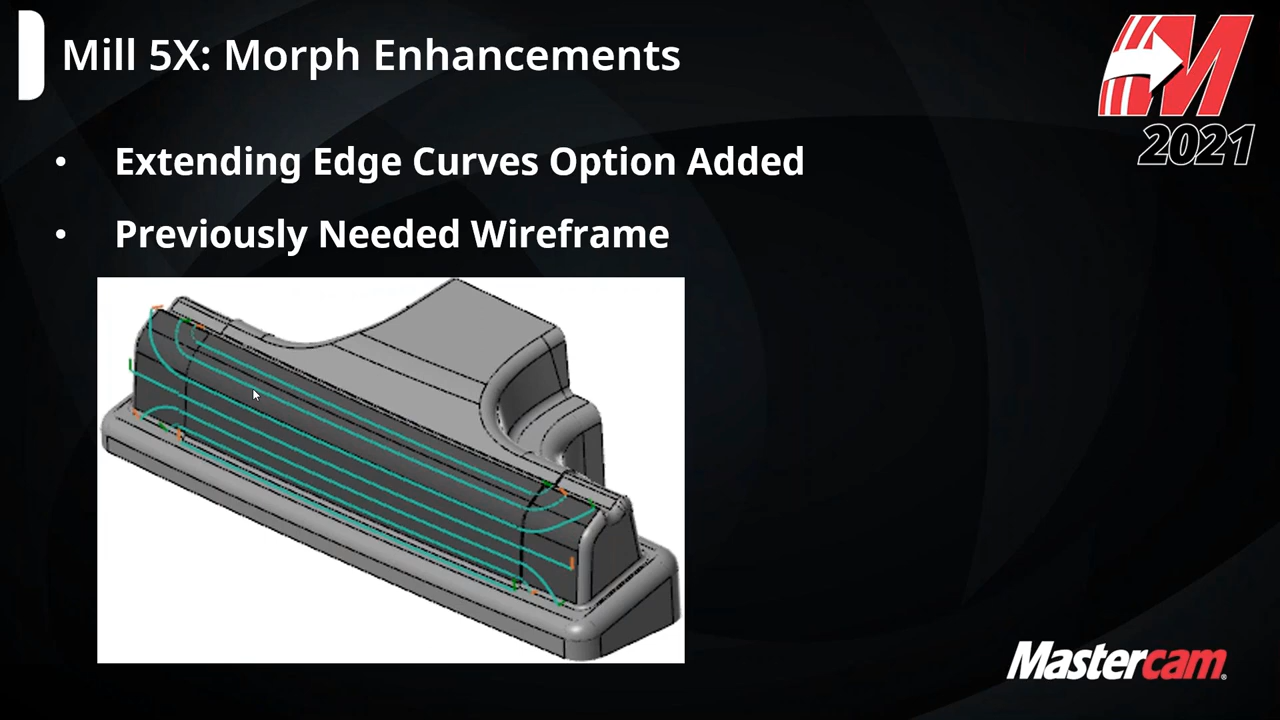 Mill 5X: Morph Enhancements
2021
• Extending Edge Curves Option Added
• Previously Needed Wireframe
Mastercam®